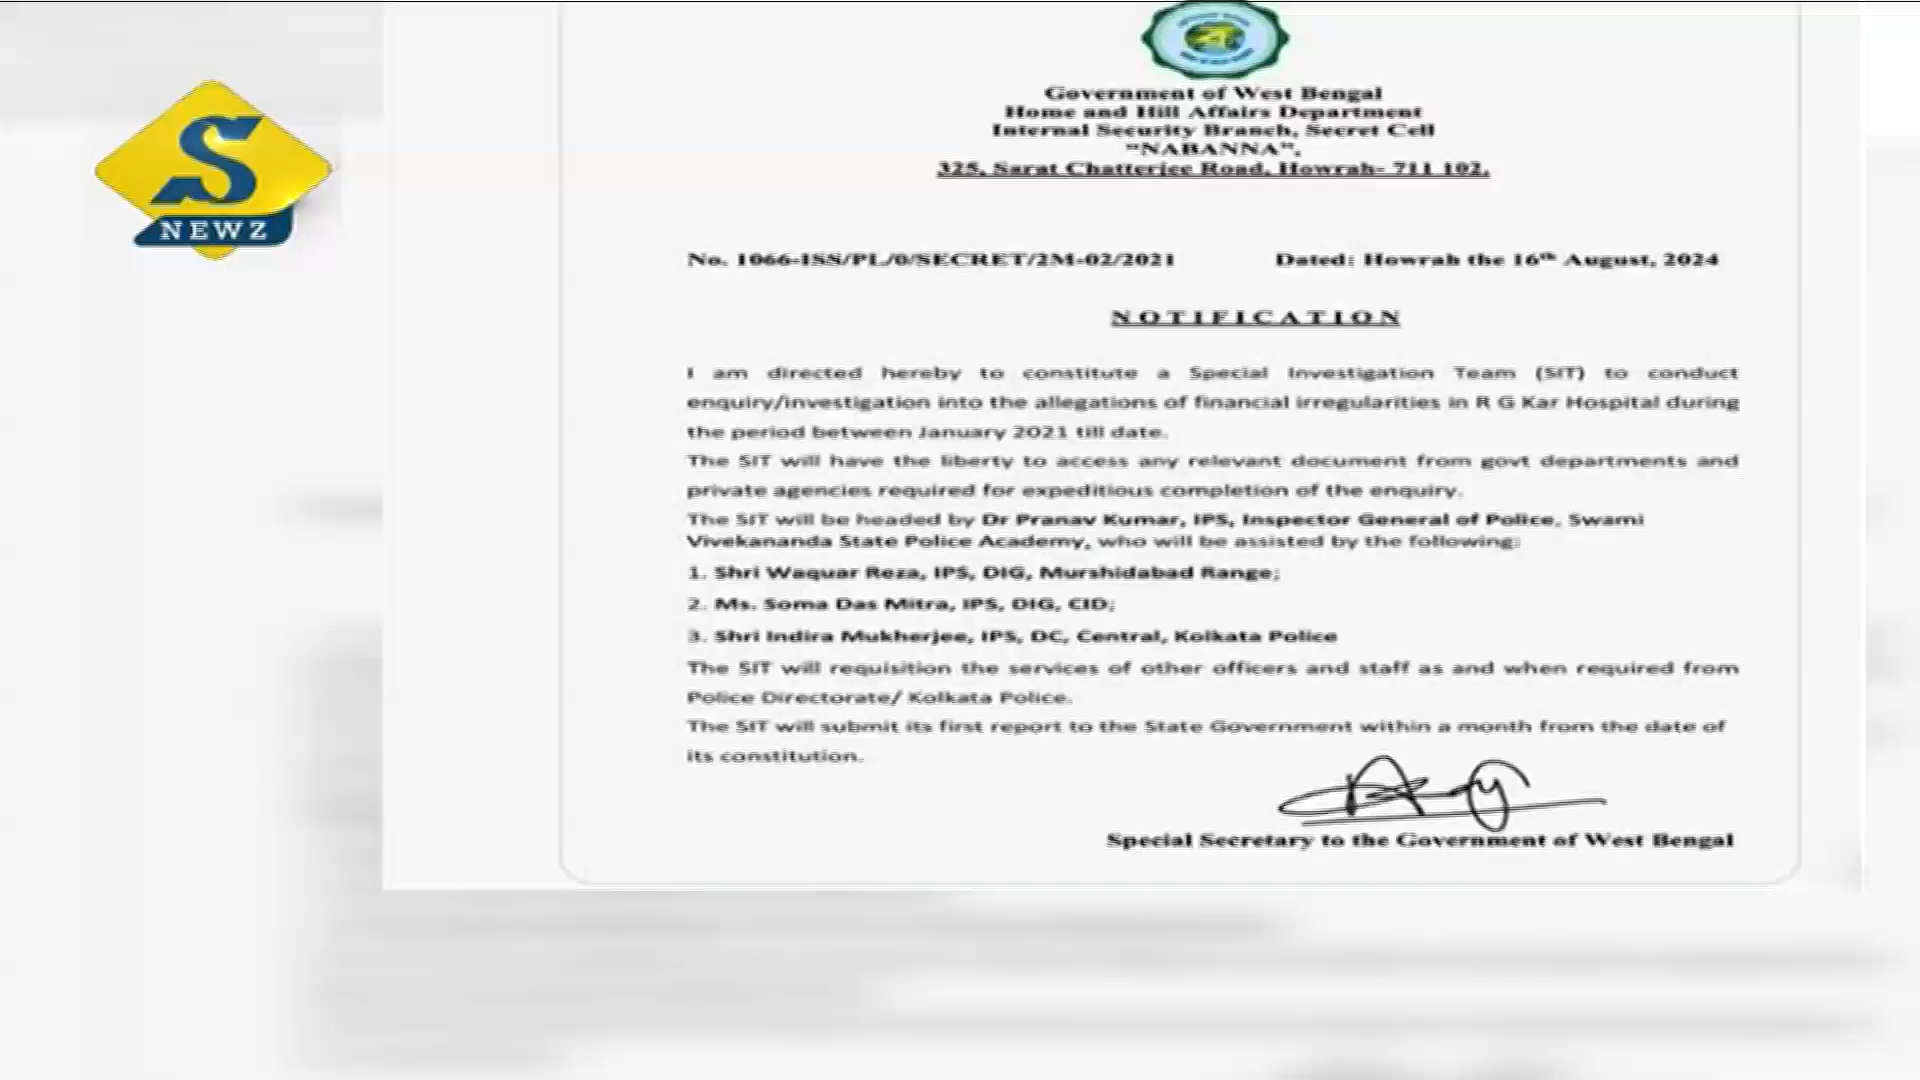 S
NEWZ
Government of West Bengal
Home and Hill Affairs Department
Internal Security Branch, Secret Cell
"NABANNA",
325, Sarat Chatterjee Road, Howrah- 711 102.
No. 1066-ISS/PL/0/SECRET/2M-02/2021 Dated: Howrah the 16th August, 2024
NOTIFICATION
I am directed hereby to constitute a Special Investigation Team (SIT) to conduct
enquiry/investigation into the allegations of financial irregularities in R G Kar Hospital during
the period between January 2021 till date.
The SIT will have the liberty to access any relevant document from govt departments and
private agencies required for expeditious completion of the enquiry.
The SIT will be headed by Dr Pranav Kumar, IPS, Inspector General of Police, Swami
Vivekananda State Police Academy, who will be assisted by the following:
1. Shri Waquar Reza, IPS, DIG, Murshidabad Range;
2. Ms. Soma Das Mitra, IPS, DIG, CID;
3. Shri Indira Mukherjee, IPS, DC, Central, Kolkata Police
The SIT will requisition the services of other officers and staff as and when required from
Police Directorate/ Kolkata Police.
The SIT will submit its first report to the State Government within a month from the date of
its constitution.
Special Secretary to the Government of West Bengal